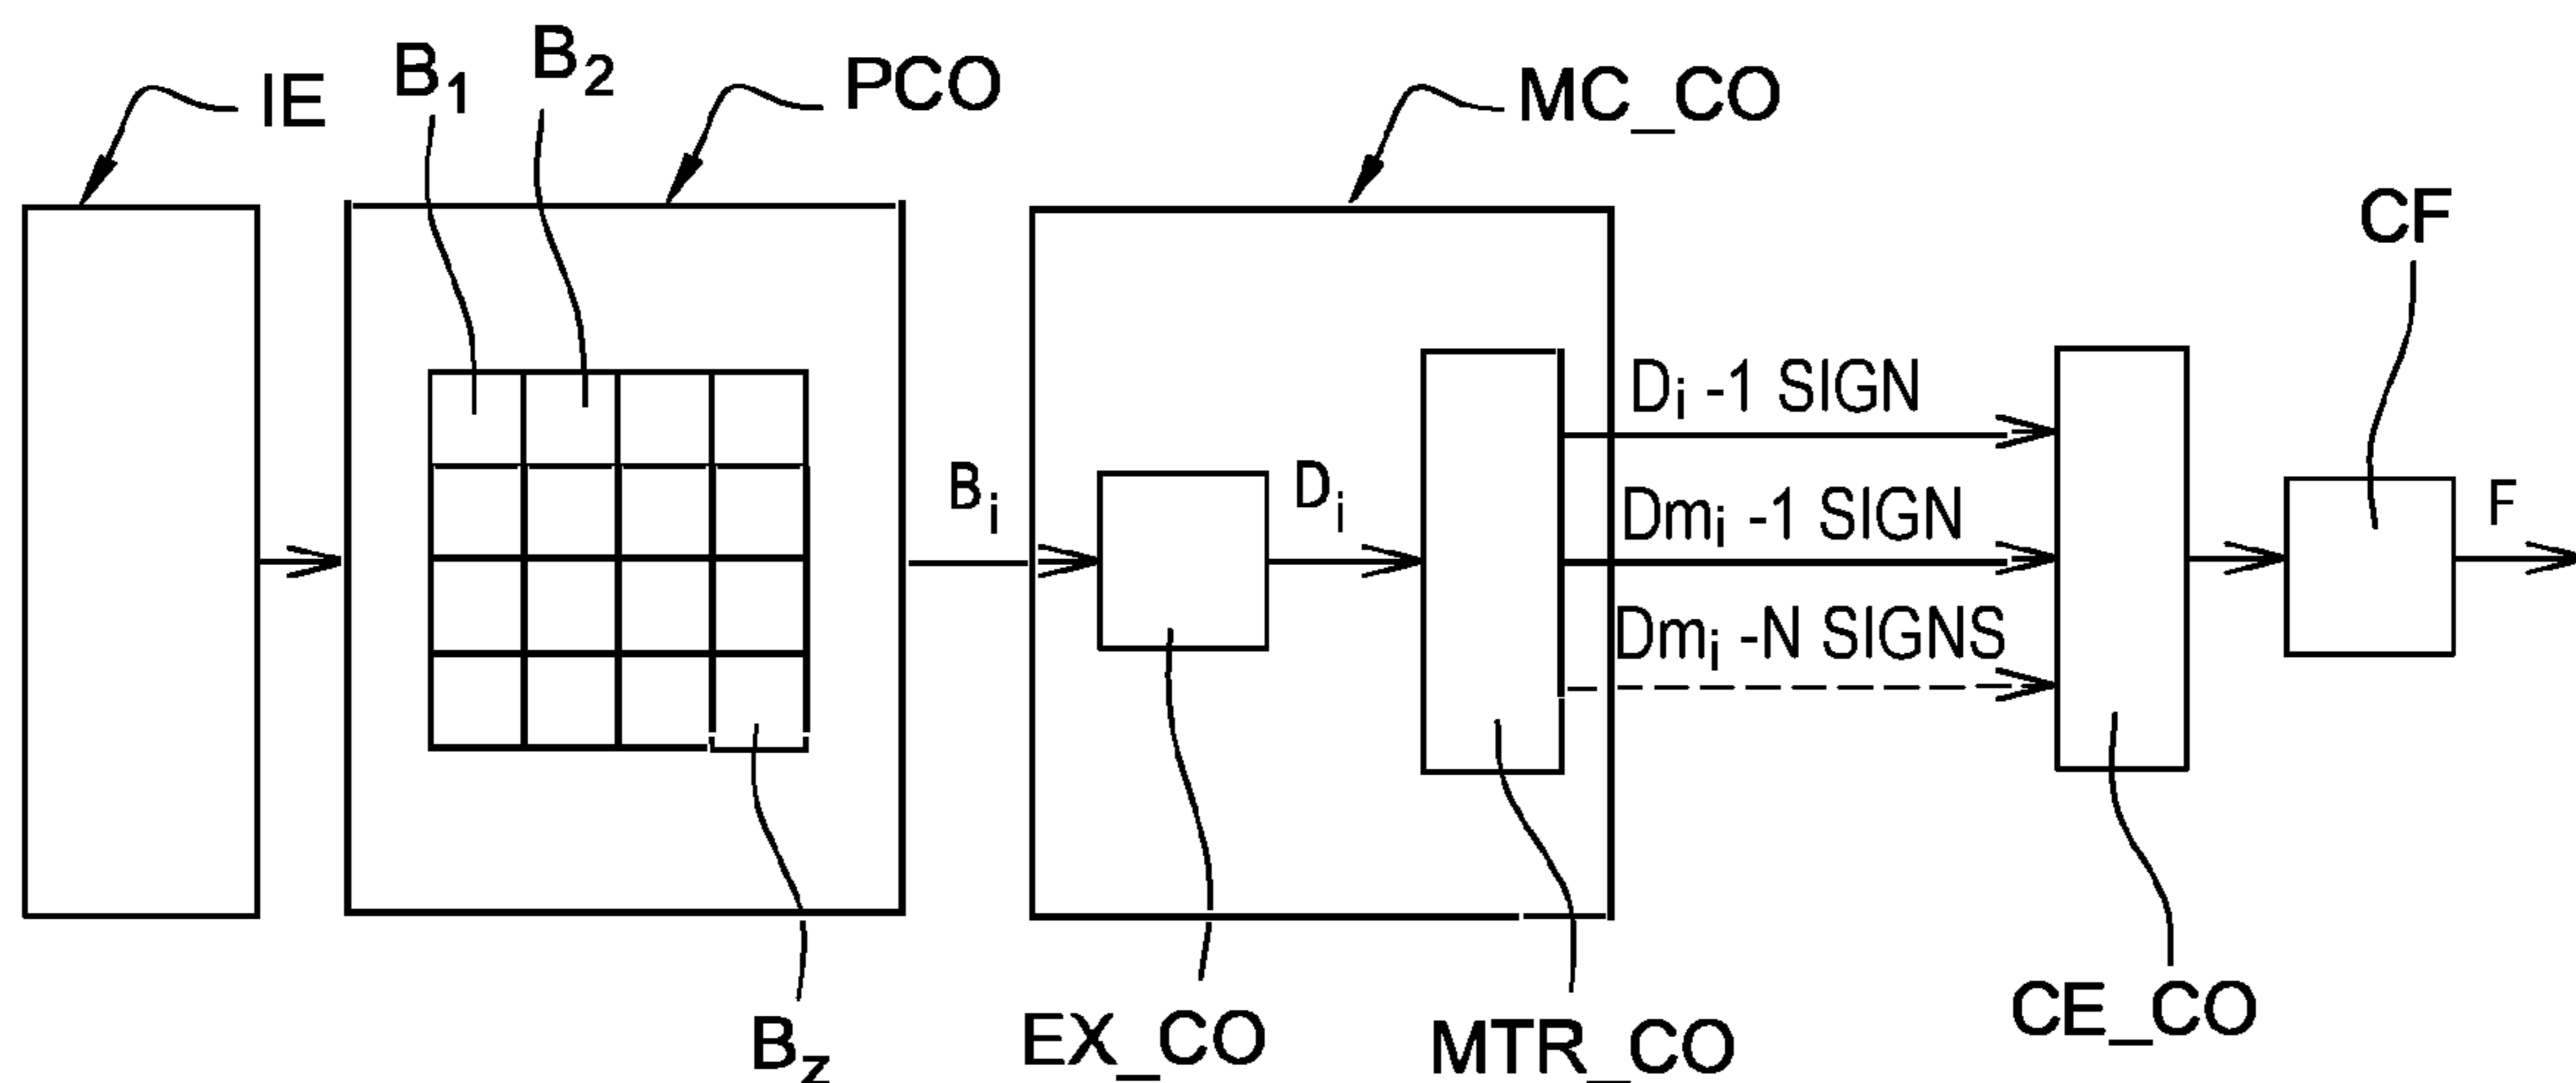 IE
B₁
B₂
PCO
MC_CO
CF
Bᵢ
Dᵢ
Dᵢ -1 SIGN
Dmᵢ -1 SIGN
Dmᵢ -N SIGNS
F
B_z
EX_CO
MTR_CO
CE_CO